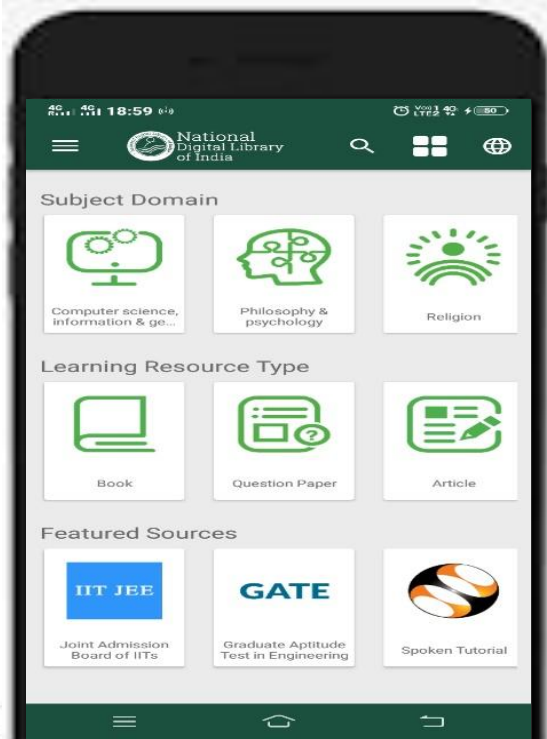 18:59
50
National
Digital Library
of India
Subject Domain
Computer science,
information & ge...
Philosophy &
psychology
Religion
Learning Resource Type
Book
Question Paper
Article
Featured Sources
IIT JEE
GATE
Joint Admission
Board of IITs
Graduate Aptitude
Test in Engineering
Spoken Tutorial